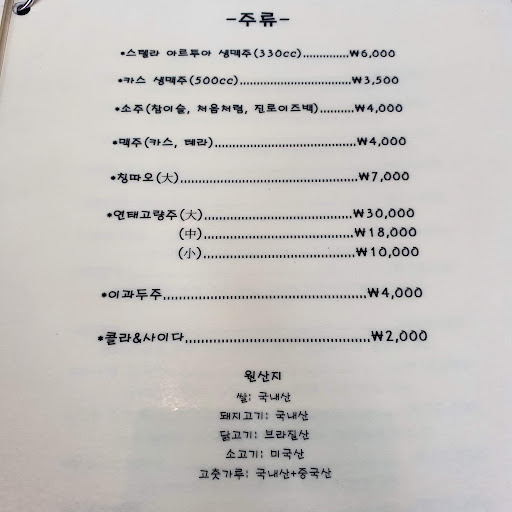 -주류-
*스텔라 아르투아 생맥주(330cc)..............₩6,000
*카스 생맥주(500cc)..............................₩3,500
*소주(참이슬, 처음처럼, 진로이즈백)..........₩4,000
*맥주(카스, 테라)......................................₩4,000
*칭따오(大).............................................₩7,000
*연태고량주(大)......................................₩30,000
(中)......................................₩18,000
(小)......................................₩10,000
*이과두주...................................................₩4,000
*콜라&사이다..............................................₩2,000
원산지
쌀: 국내산
돼지고기: 국내산
닭고기: 브라질산
소고기: 미국산
고춧가루: 국내산+중국산